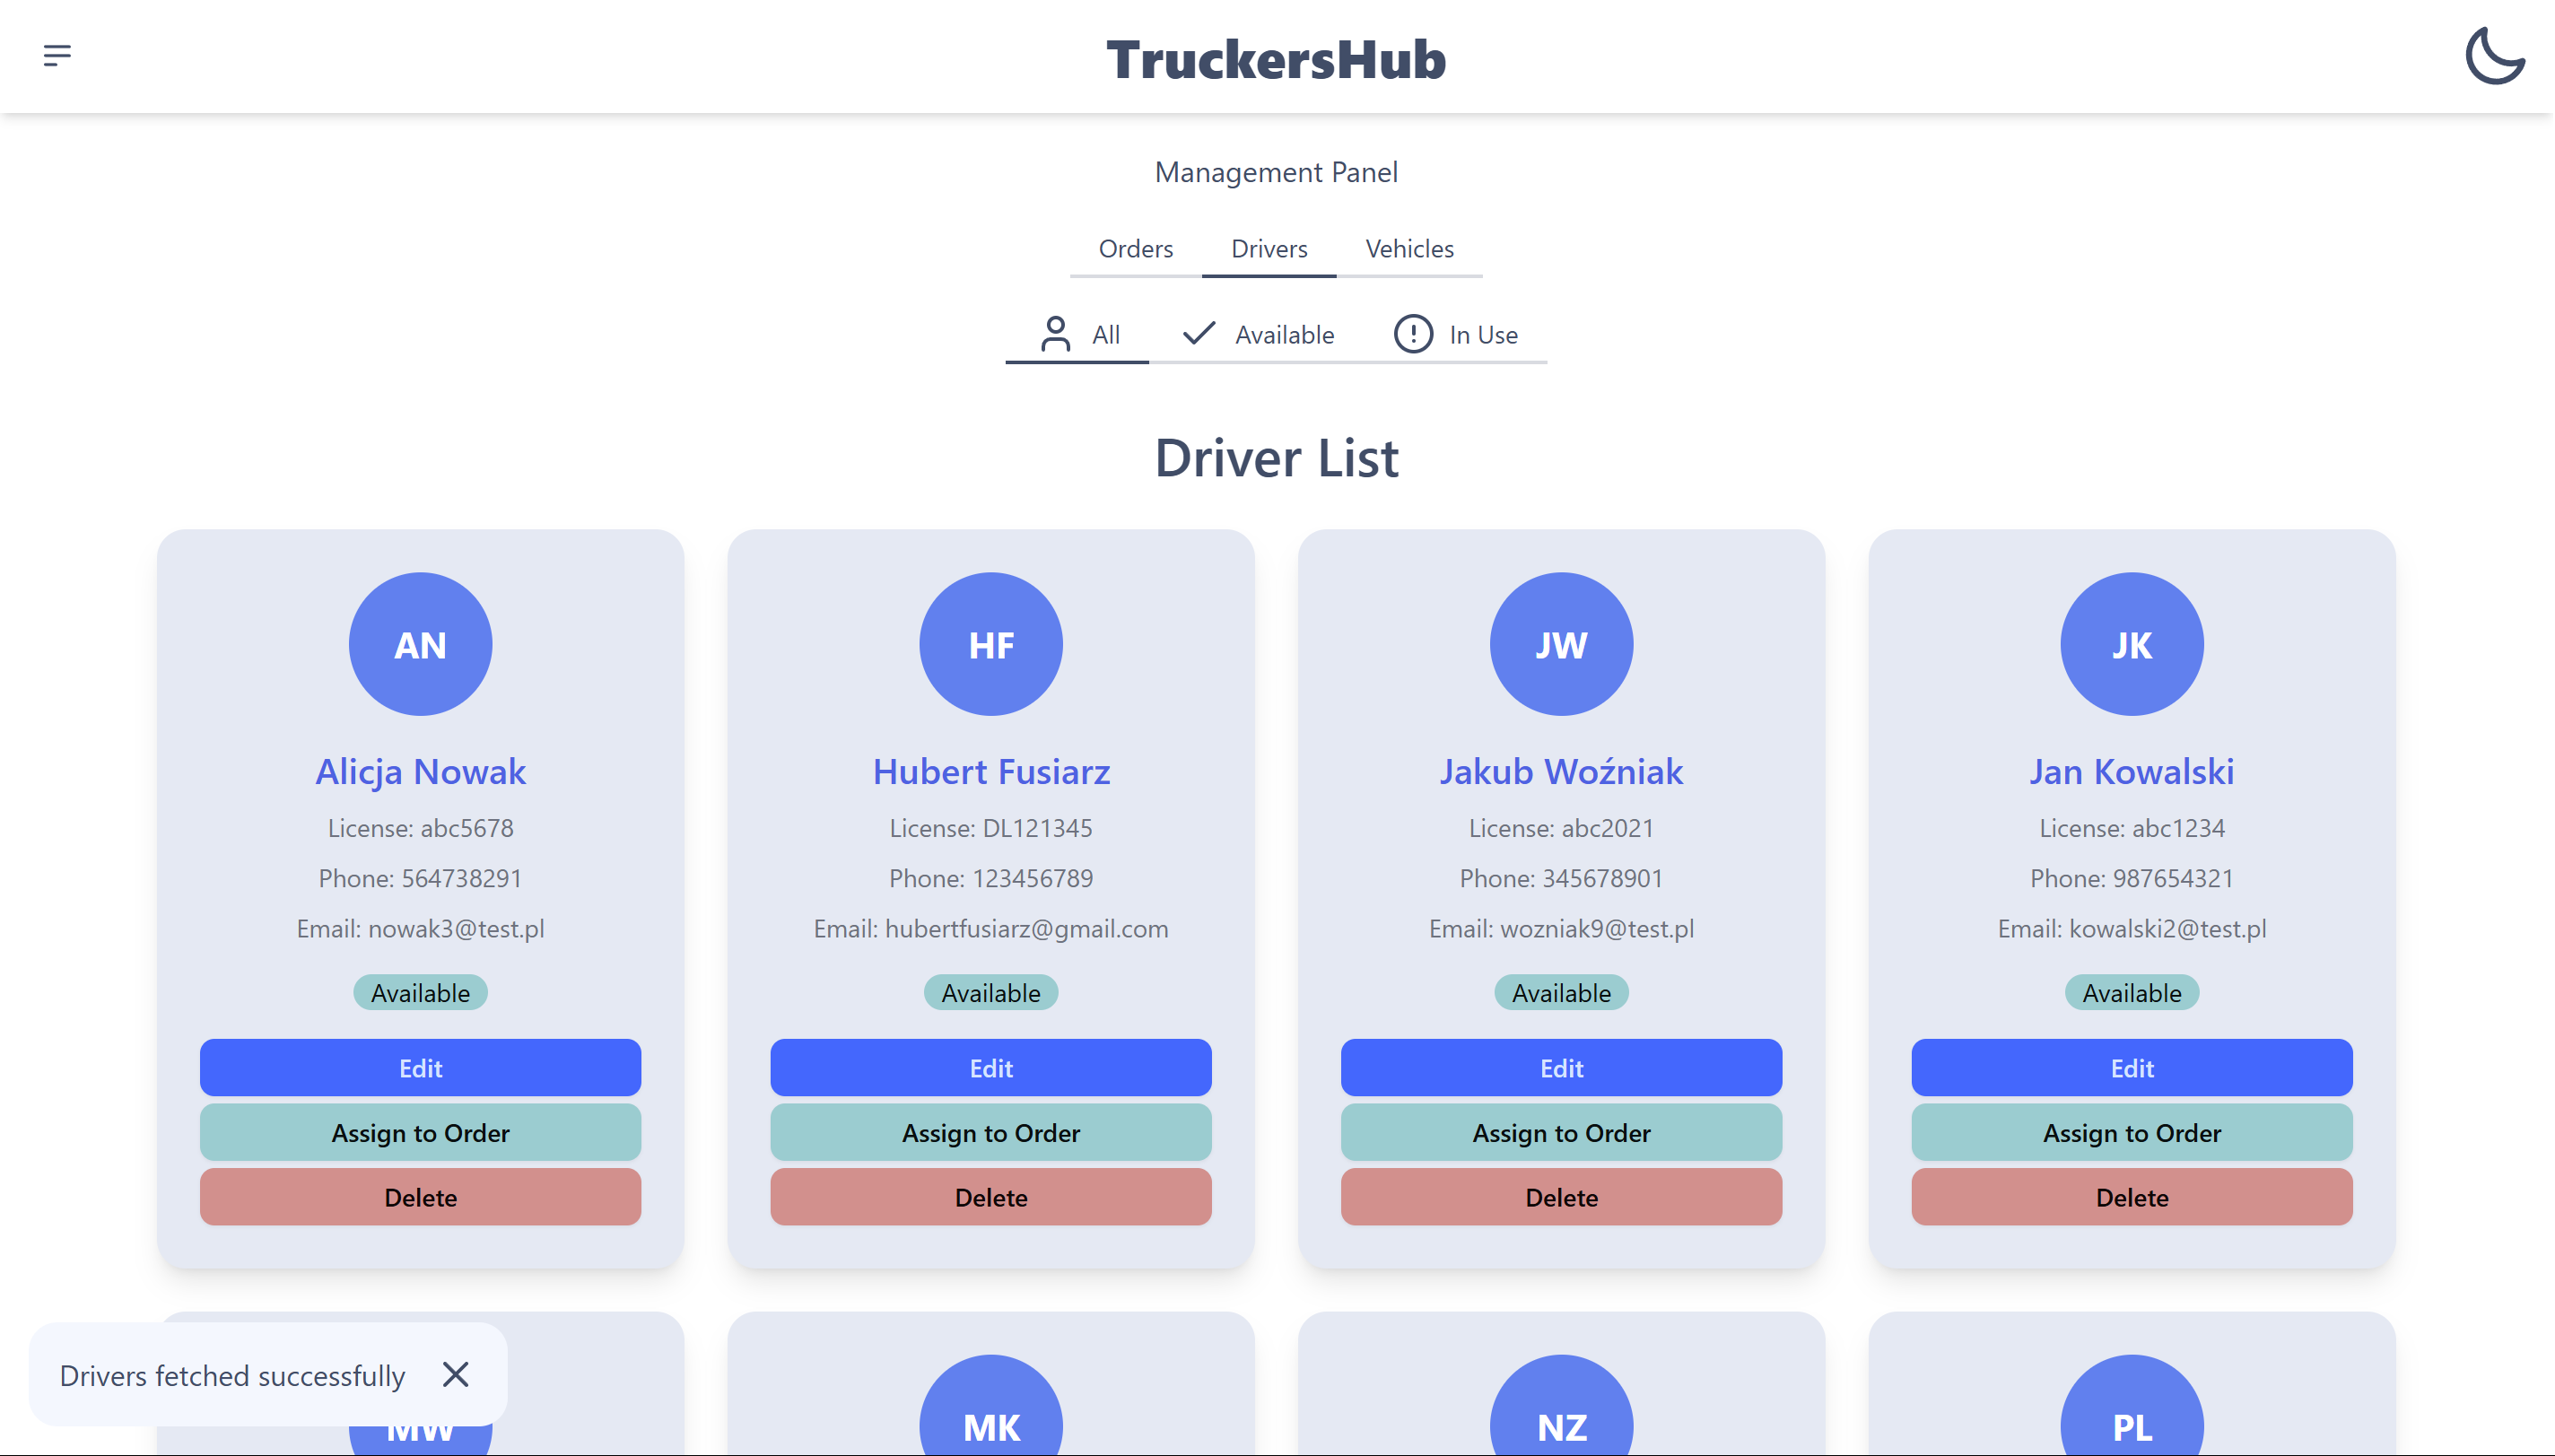 TruckersHub
Management Panel
Orders Drivers Vehicles
All Available In Use
Driver List
AN HF JW JK
Alicja Nowak Hubert Fusiarz Jakub Woźniak Jan Kowalski
License: abc5678 License: DL121345 License: abc2021 License: abc1234
Phone: 564738291 Phone: 123456789 Phone: 345678901 Phone: 987654321
Email: nowak3@test.pl Email: hubertfusiarz@gmail.com Email: wozniak9@test.pl Email: kowalski2@test.pl
Available Available Available Available
Edit Edit Edit Edit
Assign to Order Assign to Order Assign to Order Assign to Order
Delete Delete Delete Delete
Drivers fetched successfully
MW MK NZ PL